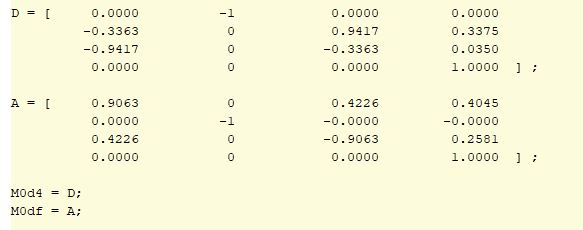 D = [ 0.0000 -1 0.0000 0.0000
-0.3363 0 0.9417 0.3375
-0.9417 0 -0.3363 0.0350
0.0000 0 0.0000 1.0000 ] ;
A = [ 0.9063 0 0.4226 0.4045
0.0000 -1 -0.0000 -0.0000
0.4226 0 -0.9063 0.2581
0.0000 0 0.0000 1.0000 ] ;
M0d4 = D;
M0df = A;